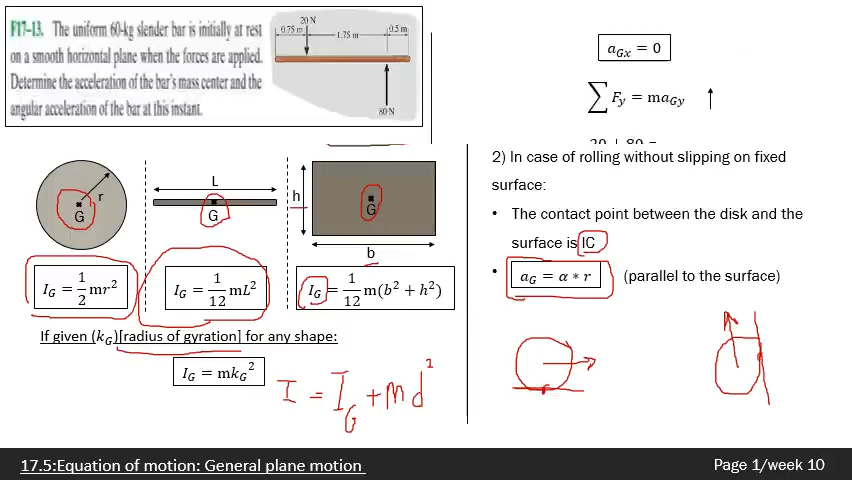 F17–13. The uniform 60-kg slender bar is initially at rest
on a smooth horizontal plane when the forces are applied.
Determine the acceleration of the bar's mass center and the
angular acceleration of the bar at this instant.
20 N
0.75 m
1.75 m
0.5 m
80 N
a_Gx = 0
∑ F_y = ma_Gy
r
G
L
G
h
G
b
I_G = 1/2 mr²
I_G = 1/12 mL²
I_G = 1/12 m(b² + h²)
If given (k_G)[radius of gyration] for any shape:
I_G = mk_G²
I = I_G + md²
2) In case of rolling without slipping on fixed
surface:
• The contact point between the disk and the
surface is IC
• a_G = α * r (parallel to the surface)
17.5:Equation of motion: General plane motion
Page 1/week 10